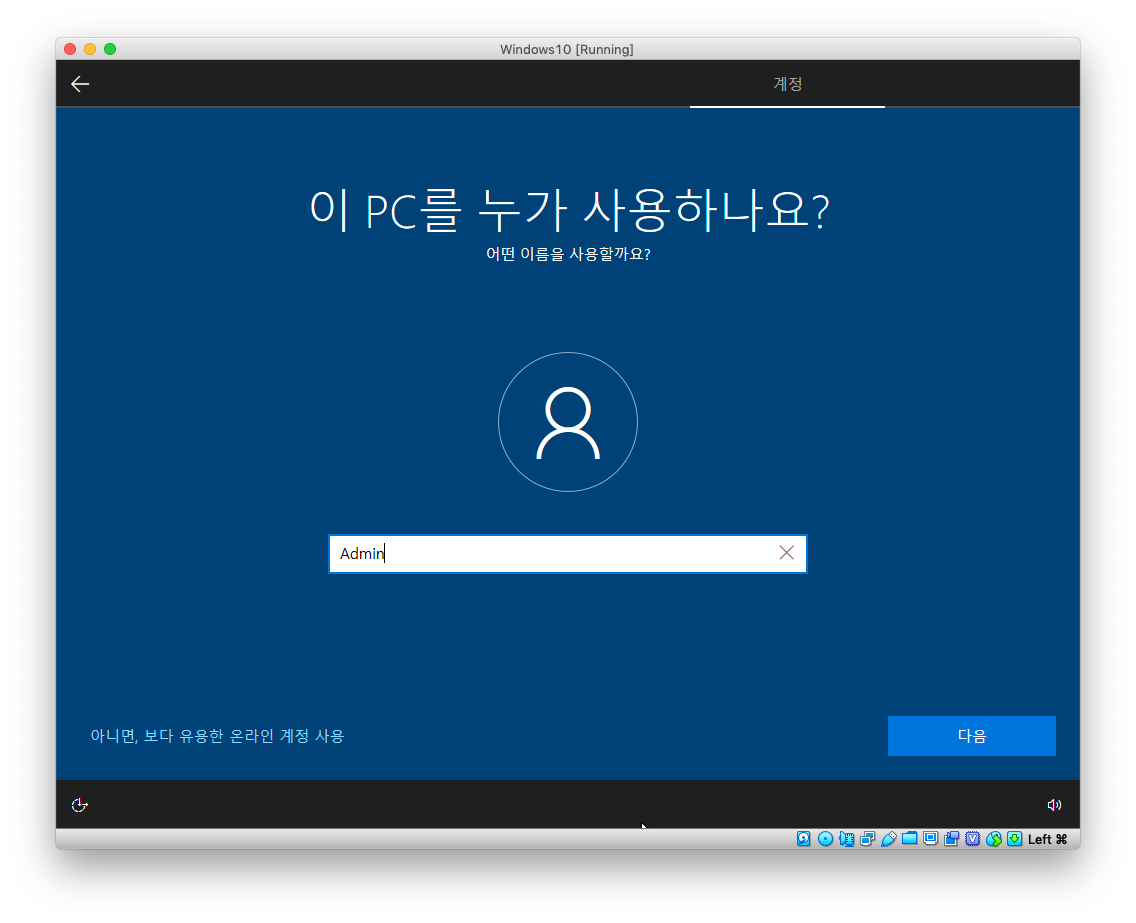 Windows10 [Running]
계정
이 PC를 누가 사용하나요?
어떤 이름을 사용할까요?
Admin
아니면, 보다 유용한 온라인 계정 사용
다음
Left ⌘